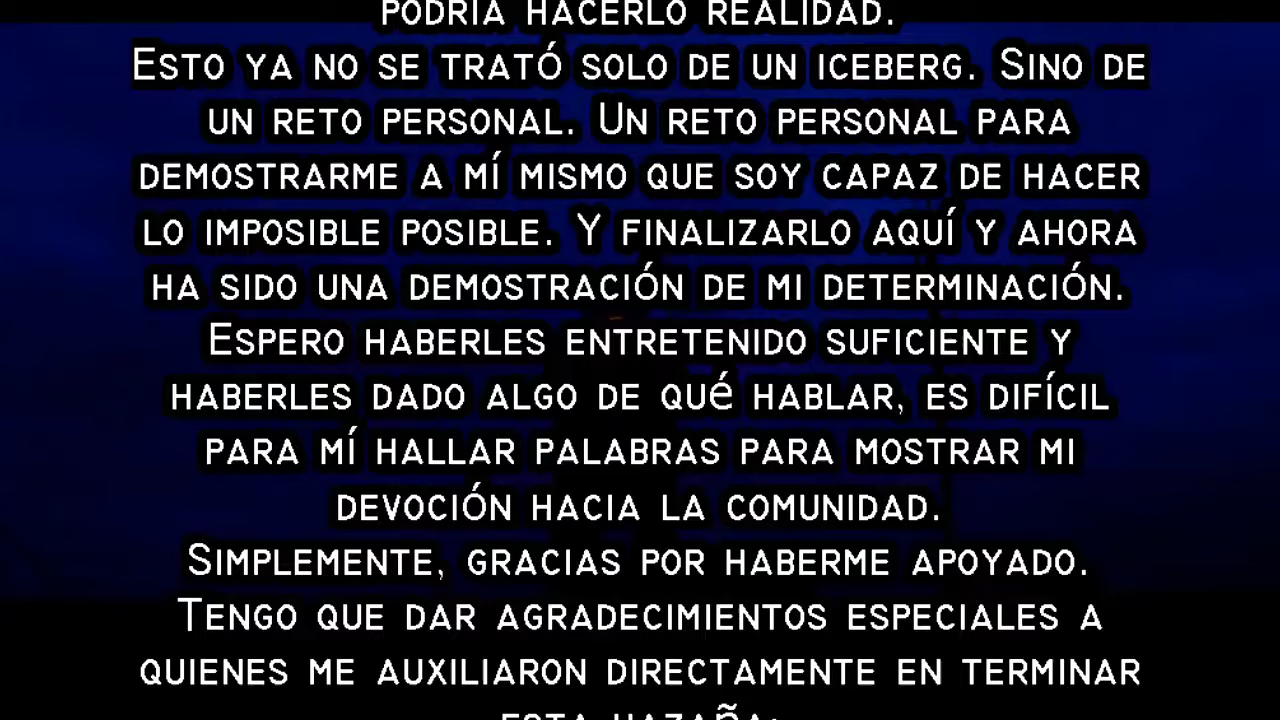 PODRÍA HACERLO REALIDAD.
ESTO YA NO SE TRATÓ SOLO DE UN ICEBERG. SINO DE
UN RETO PERSONAL. UN RETO PERSONAL PARA
DEMOSTRARME A MÍ MISMO QUE SOY CAPAZ DE HACER
LO IMPOSIBLE POSIBLE. Y FINALIZARLO AQUÍ Y AHORA
HA SIDO UNA DEMOSTRACIÓN DE MI DETERMINACIÓN.
ESPERO HABERLES ENTRETENIDO SUFICIENTE Y
HABERLES DADO ALGO DE QUÉ HABLAR, ES DIFÍCIL
PARA MÍ HALLAR PALABRAS PARA MOSTRAR MI
DEVOCIÓN HACIA LA COMUNIDAD.
SIMPLEMENTE, GRACIAS POR HABERME APOYADO.
TENGO QUE DAR AGRADECIMIENTOS ESPECIALES A
QUIENES ME AUXILIARON DIRECTAMENTE EN TERMINAR
ESTA HAZAÑA: